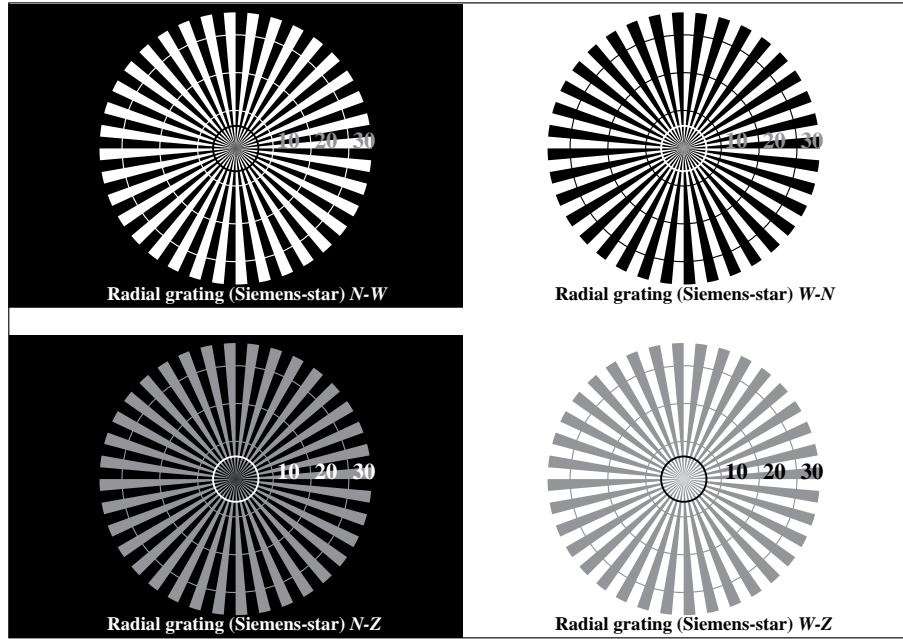 10 20 30
Radial grating (Siemens-star) N-W
10 20 30
Radial grating (Siemens-star) W-N
10 20 30
Radial grating (Siemens-star) N-Z
10 20 30
Radial grating (Siemens-star) W-Z